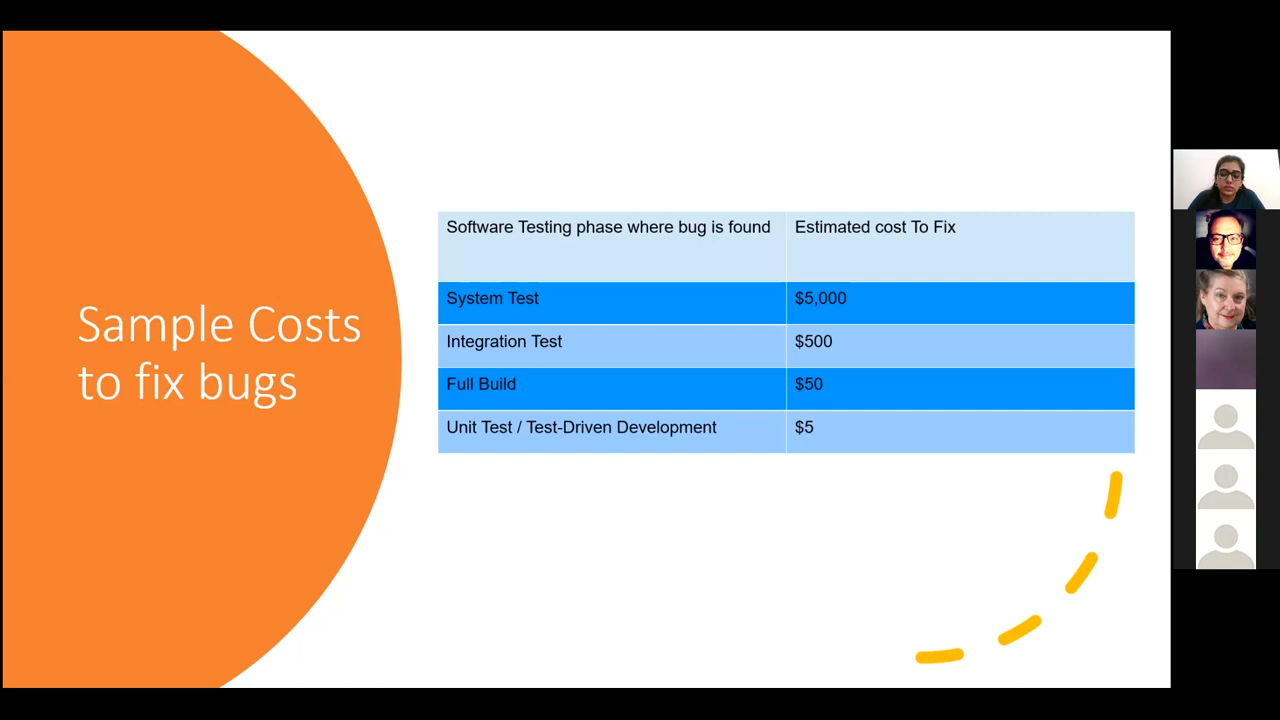 Sample Costs
to fix bugs
Software Testing phase where bug is found
Estimated cost To Fix
System Test
$5,000
Integration Test
$500
Full Build
$50
Unit Test / Test-Driven Development
$5